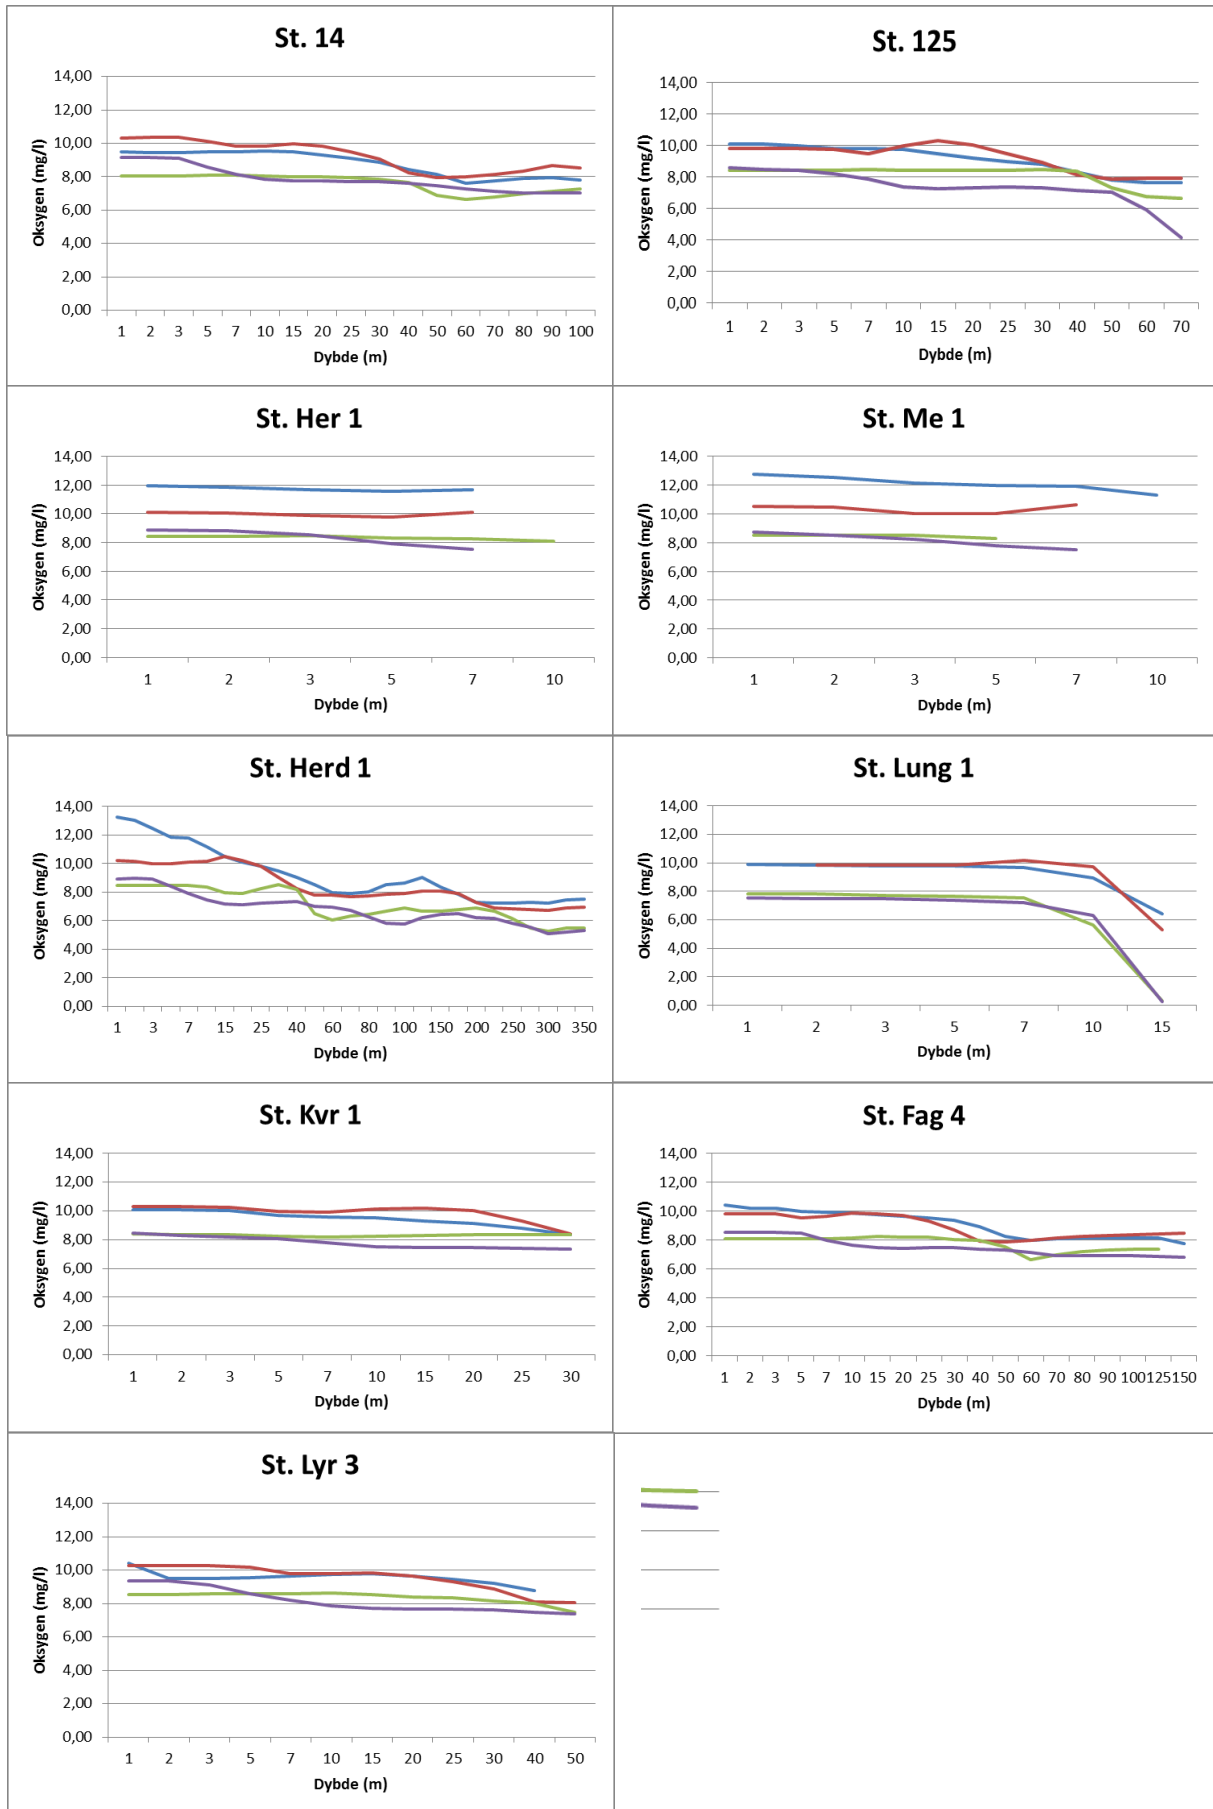 St. 14
14,00
12,00
10,00
8,00
6,00
4,00
2,00
0,00
Oksygen (mg/l)
1 2 3 5 7 10 15 20 25 30 40 50 60 70 80 90 100
Dybde (m)
St. 125
14,00
12,00
10,00
8,00
6,00
4,00
2,00
0,00
Oksygen (mg/l)
1 2 3 5 7 10 15 20 25 30 40 50 60 70
Dybde (m)
St. Her 1
14,00
12,00
10,00
8,00
6,00
4,00
2,00
0,00
Oksygen (mg/l)
1 2 3 5 7 10
Dybde (m)
St. Me 1
14,00
12,00
10,00
8,00
6,00
4,00
2,00
0,00
Oksygen (mg/l)
1 2 3 5 7 10
Dybde (m)
St. Herd 1
14,00
12,00
10,00
8,00
6,00
4,00
2,00
0,00
Oksygen (mg/l)
1 3 7 15 25 40 60 80 100 150 200 250 300 350
Dybde (m)
St. Lung 1
14,00
12,00
10,00
8,00
6,00
4,00
2,00
0,00
Oksygen (mg/l)
1 2 3 5 7 10 15
Dybde (m)
St. Kvr 1
14,00
12,00
10,00
8,00
6,00
4,00
2,00
0,00
Oksygen (mg/l)
1 2 3 5 7 10 15 20 25 30
Dybde (m)
St. Fag 4
14,00
12,00
10,00
8,00
6,00
4,00
2,00
0,00
Oksygen (mg/l)
1 2 3 5 7 10 15 20 25 30 40 50 60 70 80 90 100125150
Dybde (m)
St. Lyr 3
14,00
12,00
10,00
8,00
6,00
4,00
2,00
0,00
Oksygen (mg/l)
1 2 3 5 7 10 15 20 25 30 40 50
Dybde (m)